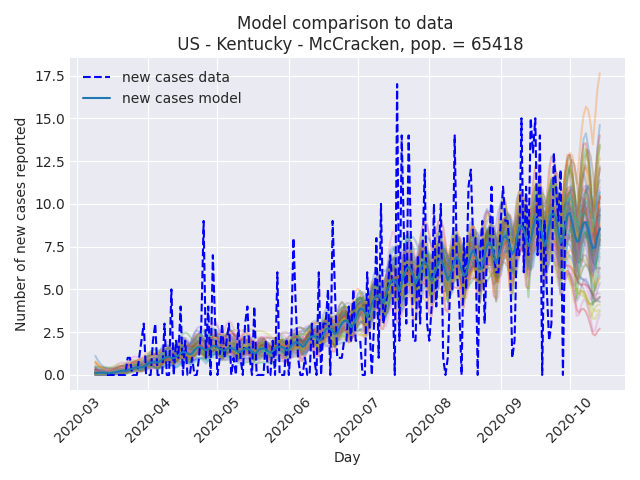 Model comparison to data
US - Kentucky - McCracken, pop. = 65418
new cases data
new cases model
Number of new cases reported
17.5
15.0
12.5
10.0
7.5
5.0
2.5
0.0
2020-03
2020-04
2020-05
2020-06
2020-07
2020-08
2020-09
2020-10
Day